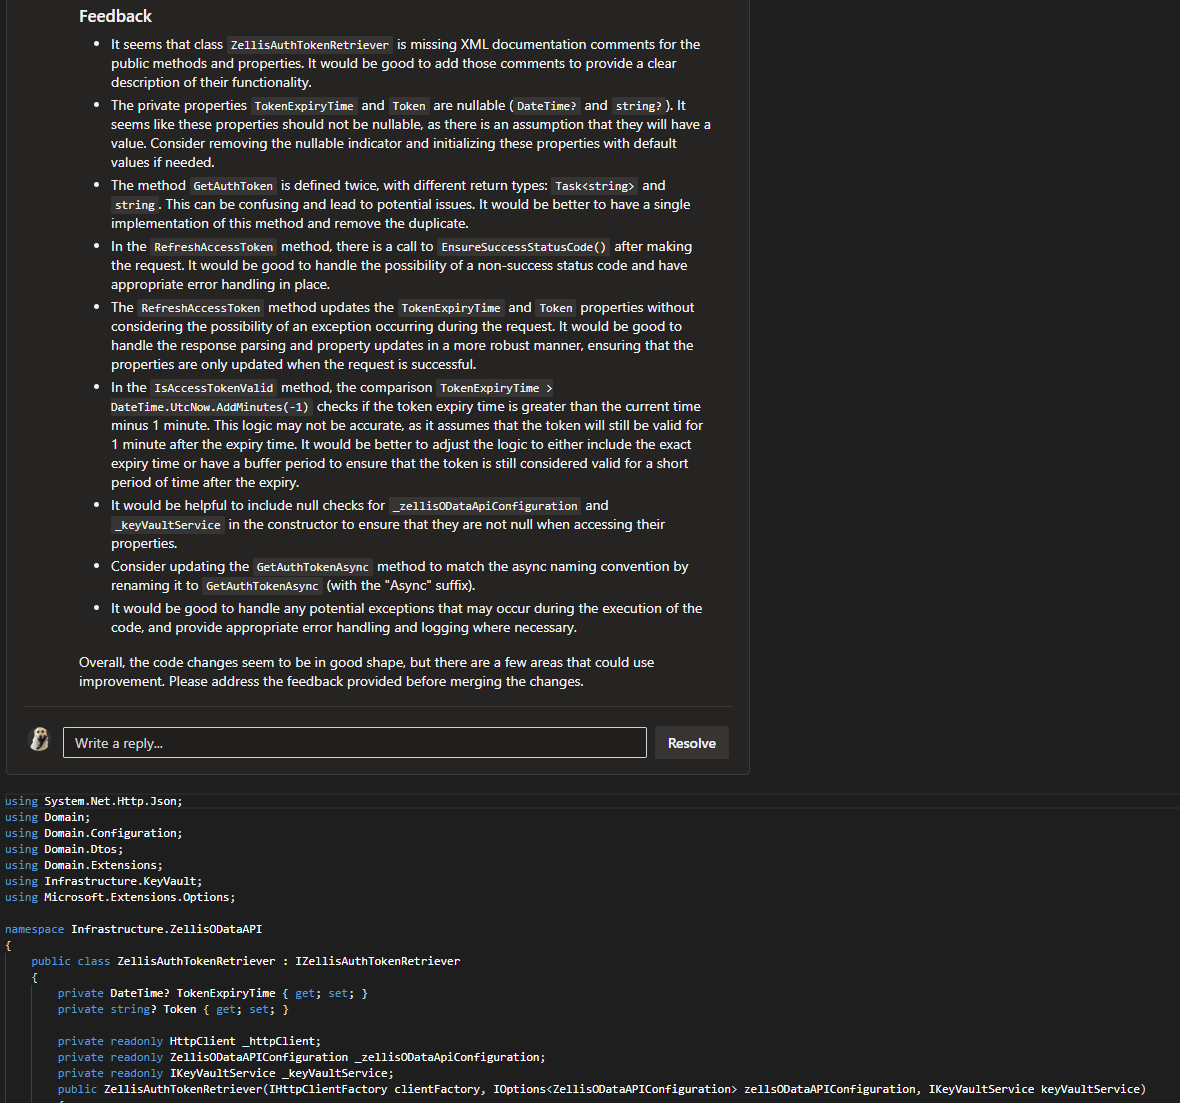 Feedback
It seems that class ZellisAuthTokenRetriever is missing XML documentation comments for the
public methods and properties. It would be good to add those comments to provide a clear
description of their functionality.
The private properties TokenExpiryTime and Token are nullable ( DateTime? and string? ). It
seems like these properties should not be nullable, as there is an assumption that they will have a
value. Consider removing the nullable indicator and initializing these properties with default
values if needed.
The method GetAuthToken is defined twice, with different return types: Task<string> and
string . This can be confusing and lead to potential issues. It would be better to have a single
implementation of this method and remove the duplicate.
In the RefreshAccessToken method, there is a call to EnsureSuccessStatusCode() after making
the request. It would be good to handle the possibility of a non-success status code and have
appropriate error handling in place.
The RefreshAccessToken method updates the TokenExpiryTime and Token properties without
considering the possibility of an exception occurring during the request. It would be good to
handle the response parsing and property updates in a more robust manner, ensuring that the
properties are only updated when the request is successful.
In the IsAccessTokenValid method, the comparison TokenExpiryTime >
DateTime.UtcNow.AddMinutes(-1) checks if the token expiry time is greater than the current time
minus 1 minute. This logic may not be accurate, as it assumes that the token will still be valid for
1 minute after the expiry time. It would be better to adjust the logic to either include the exact
expiry time or have a buffer period to ensure that the token is still considered valid for a short
period of time after the expiry.
It would be helpful to include null checks for _zellisODataApiConfiguration and
_keyVaultService in the constructor to ensure that they are not null when accessing their
properties.
Consider updating the GetAuthTokenAsync method to match the async naming convention by
renaming it to GetAuthTokenAsync (with the "Async" suffix).
It would be good to handle any potential exceptions that may occur during the execution of the
code, and provide appropriate error handling and logging where necessary.
Overall, the code changes seem to be in good shape, but there are a few areas that could use
improvement. Please address the feedback provided before merging the changes.
Write a reply...
Resolve
using System.Net.Http.Json;
using Domain;
using Domain.Configuration;
using Domain.Dtos;
using Domain.Extensions;
using Infrastructure.KeyVault;
using Microsoft.Extensions.Options;
namespace Infrastructure.ZellisODataAPI
{
public class ZellisAuthTokenRetriever : IZellisAuthTokenRetriever
{
private DateTime? TokenExpiryTime { get; set; }
private string? Token { get; set; }
private readonly HttpClient _httpClient;
private readonly ZellisODataAPIConfiguration _zellisODataApiConfiguration;
private readonly IKeyVaultService _keyVaultService;
public ZellisAuthTokenRetriever(IHttpClientFactory clientFactory, IOptions<ZellisODataAPIConfiguration> zellsODataAPIConfiguration, IKeyVaultService keyVaultService)